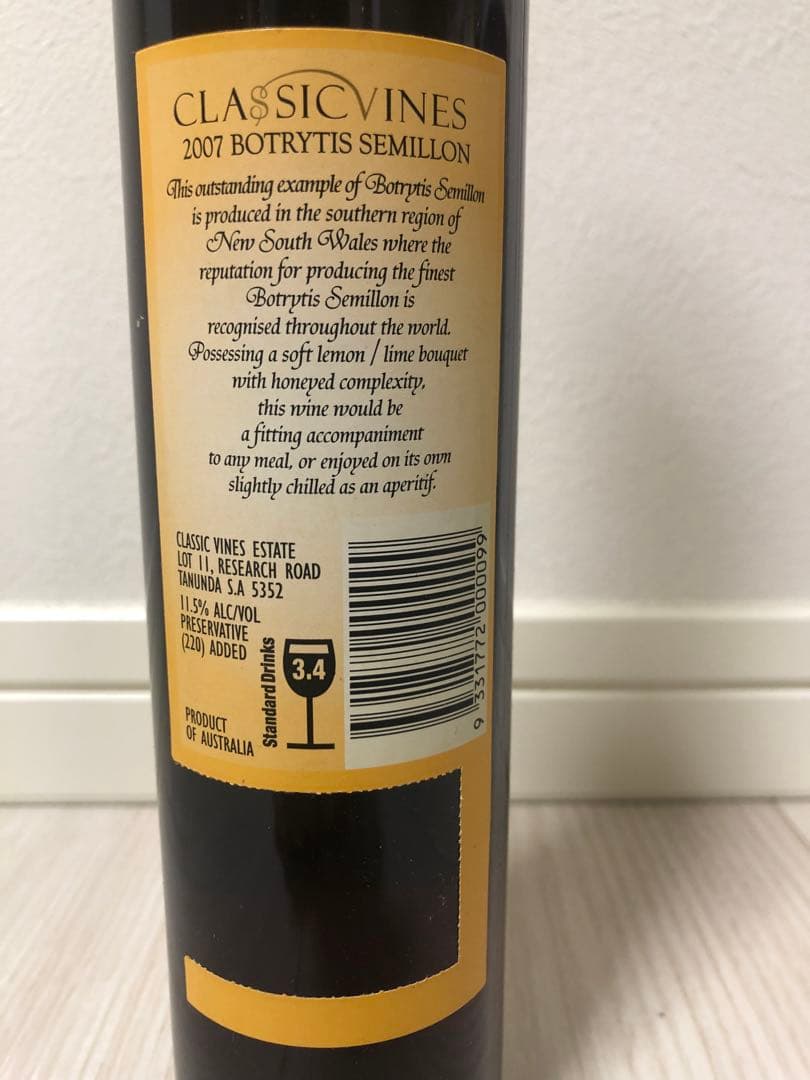 CLASSIC VINES
2007 BOTRYTIS SEMILLON
This outstanding example of Botrytis Semillon
is produced in the southern region of
New South Wales where the
reputation for producing the finest
Botrytis Semillon is
recognised throughout the world.
Possessing a soft lemon / lime bouquet
with honeyed complexity,
this wine would be
a fitting accompaniment
to any meal, or enjoyed on its own
slightly chilled as an aperitif.
CLASSIC VINES ESTATE
LOT 11, RESEARCH ROAD
TANUNDA S.A 5352
11.5% ALC/VOL
PRESERVATIVE
(220) ADDED
Standard Drinks
3.4
PRODUCT
OF AUSTRALIA
9 331772 000099